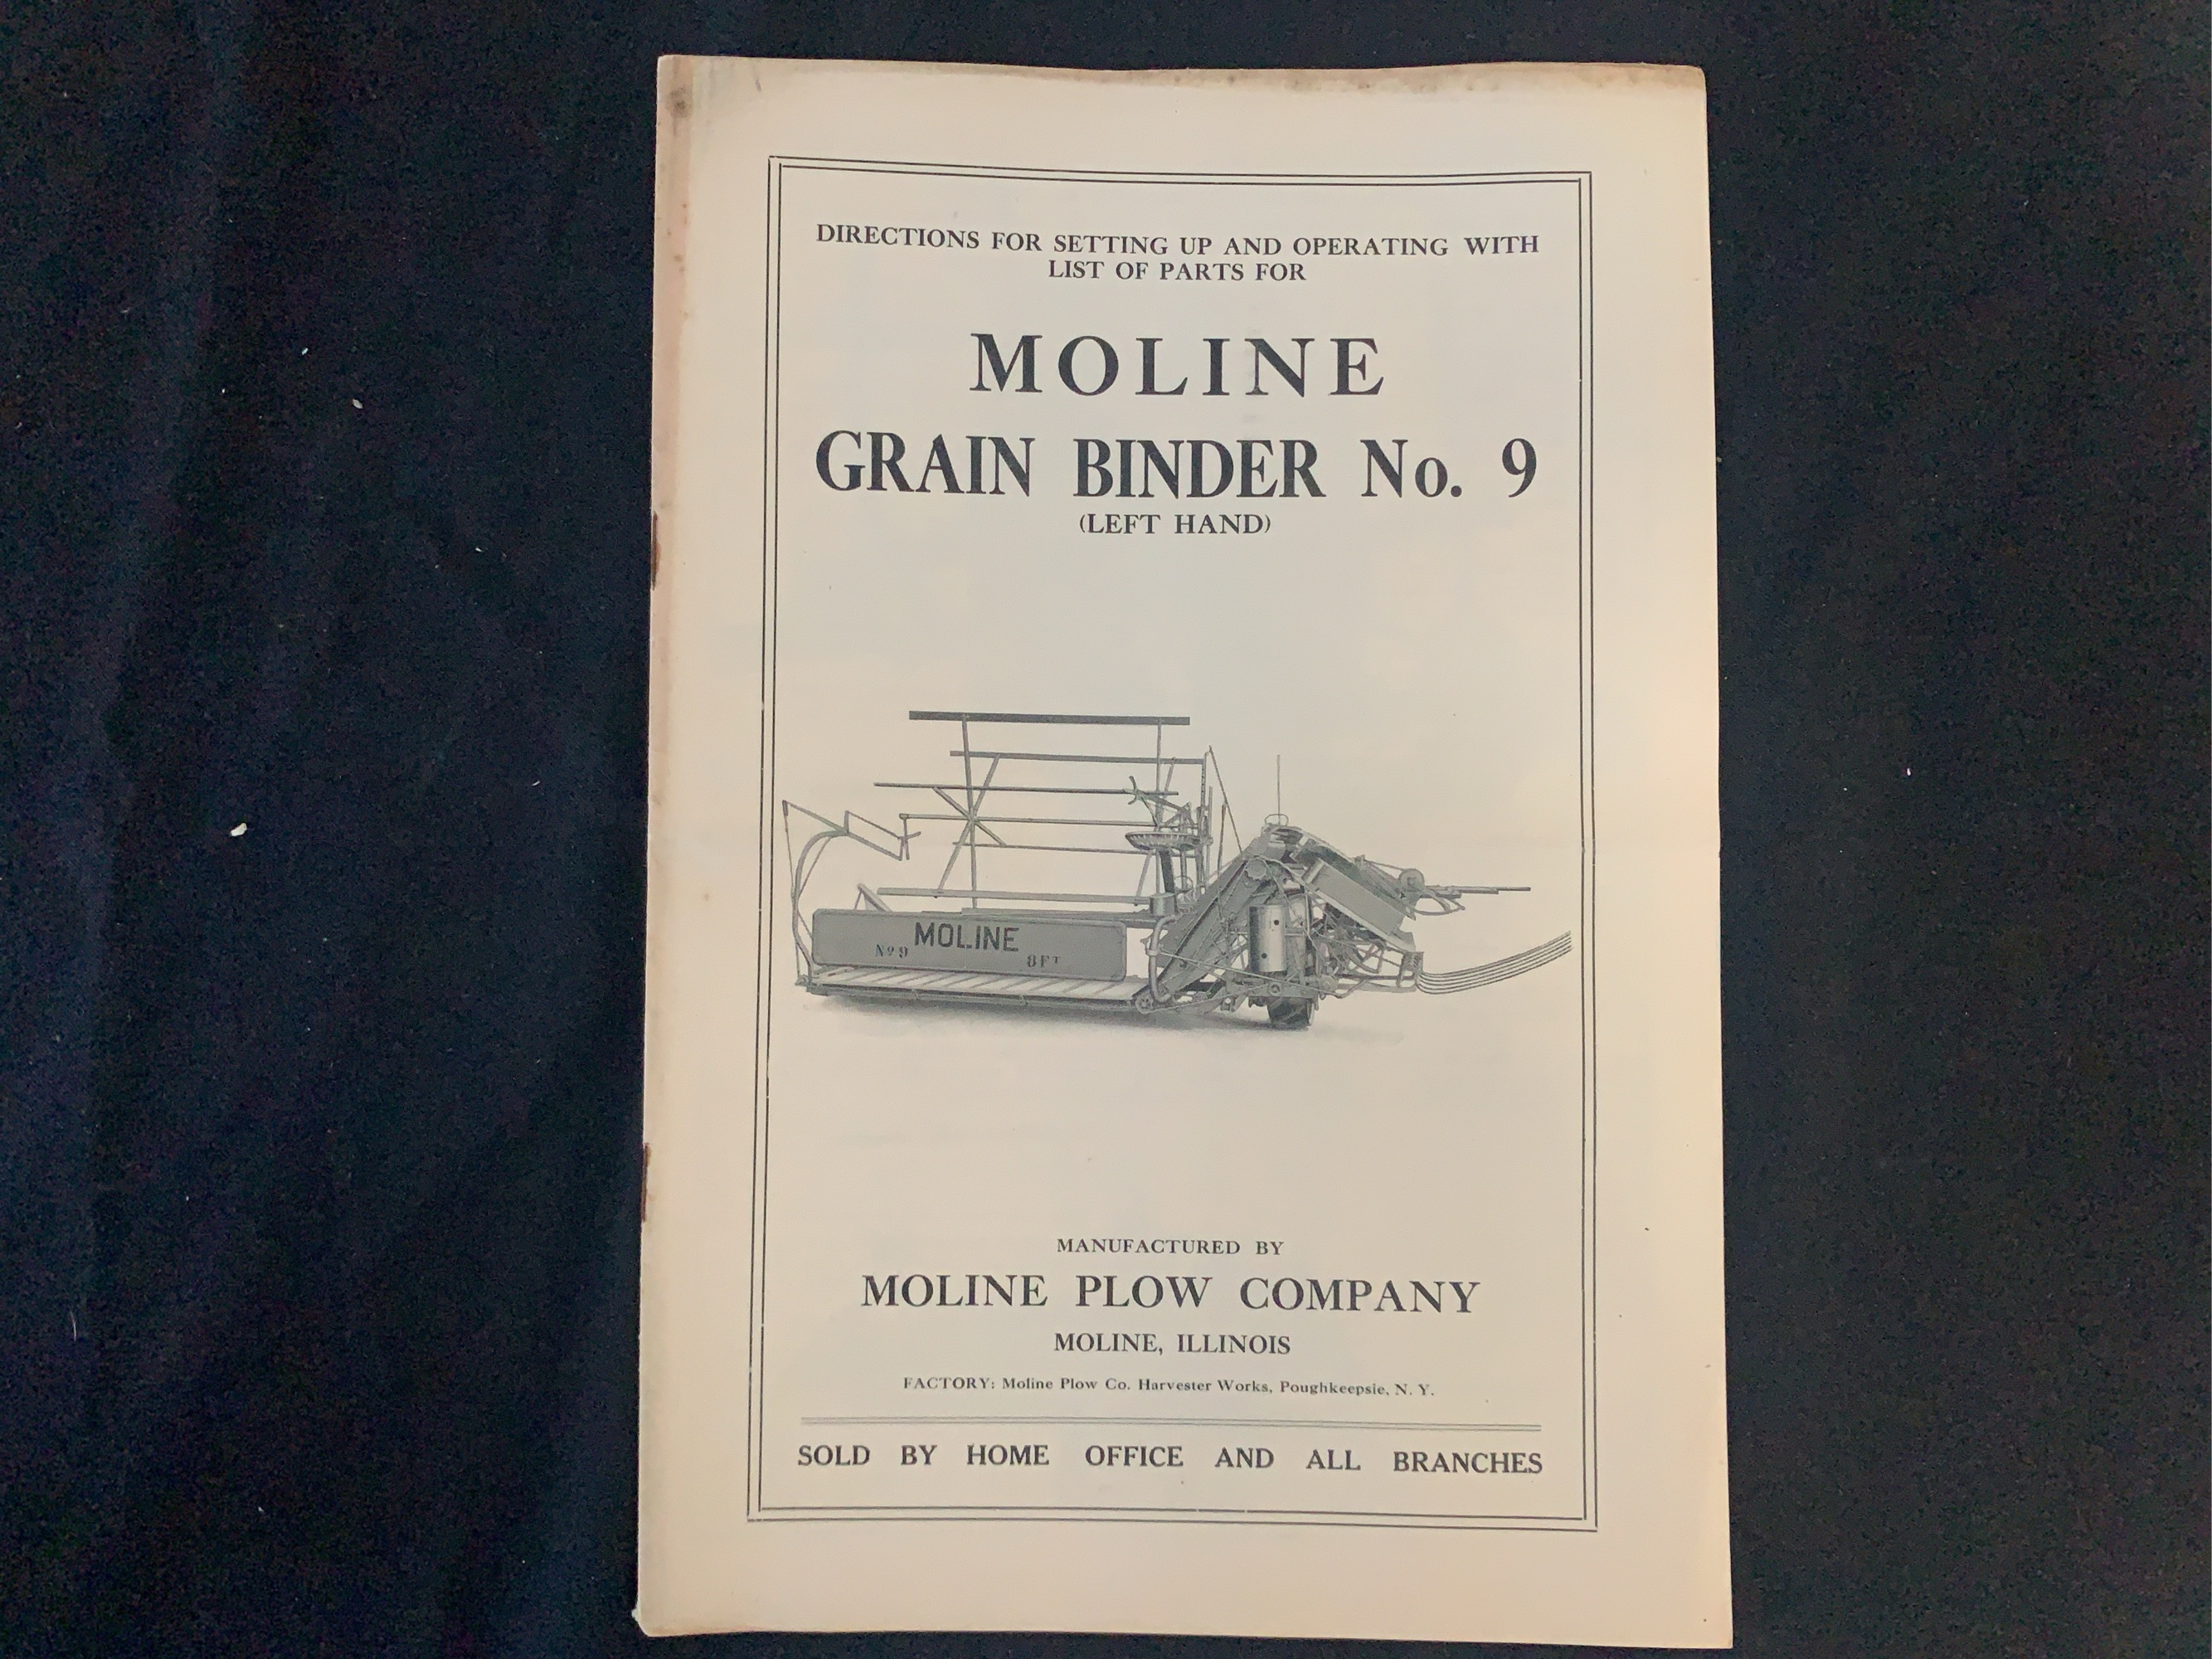 DIRECTIONS FOR SETTING UP AND OPERATING WITH
LIST OF PARTS FOR
MOLINE
GRAIN BINDER No. 9
(LEFT HAND)
MOLINE
No 9
8FT
MANUFACTURED BY
MOLINE PLOW COMPANY
MOLINE, ILLINOIS
FACTORY: Moline Plow Co. Harvester Works, Poughkeepsie, N. Y.
SOLD BY HOME OFFICE AND ALL BRANCHES